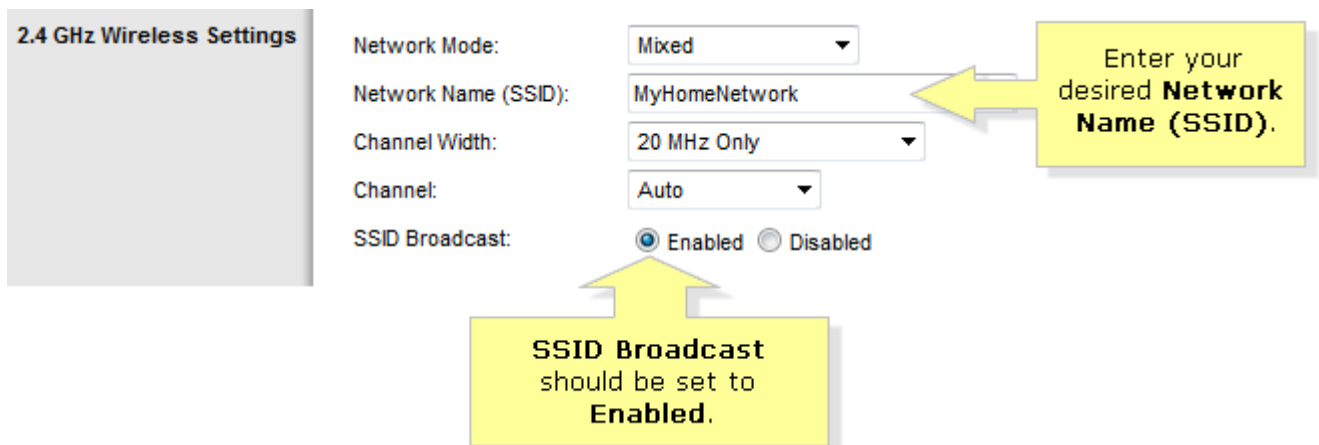 2.4 GHz Wireless Settings
Network Mode: Mixed
Network Name (SSID): MyHomeNetwork
Channel Width: 20 MHz Only
Channel: Auto
SSID Broadcast: Enabled Disabled
Enter your
desired Network
Name (SSID).
SSID Broadcast
should be set to
Enabled.